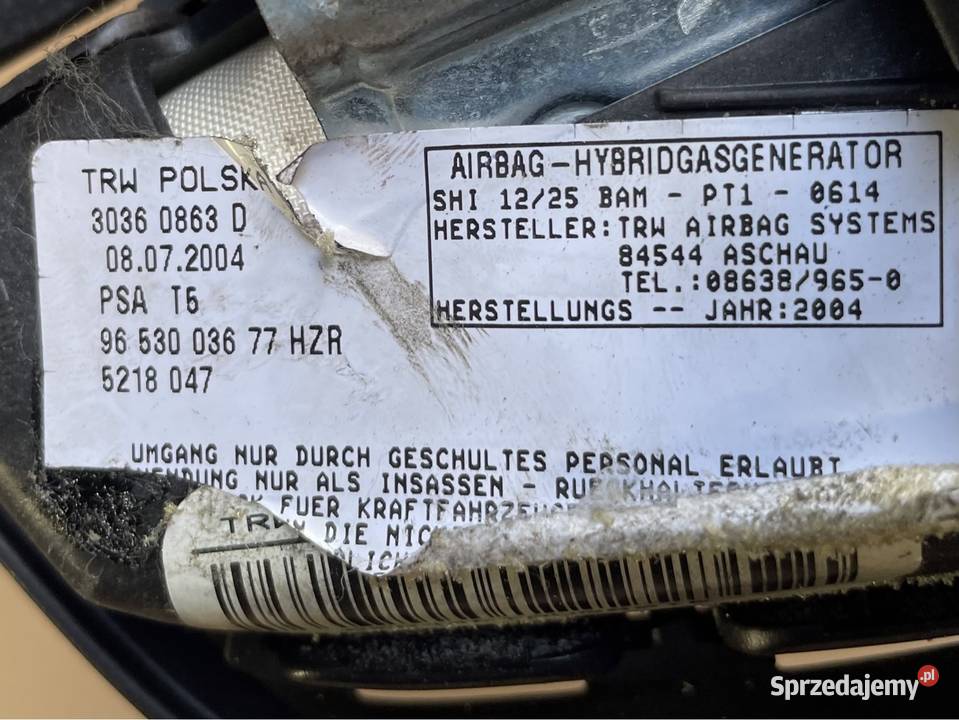 TRW POLSKA
3036 0863 D
08.07.2004
PSA T5
96 530 036 77 HZR
5218 047
AIRBAG-HYBRIDGASGENERATOR
SHI 12/25 BAM - PT1 - 0614
HERSTELLER:TRW AIRBAG SYSTEMS
84544 ASCHAU
TEL.:08638/965-0
HERSTELLUNGS -- JAHR:2004
UMGANG NUR DURCH GESCHULTES PERSONAL ERLAUBT
NUR ALS INSASSEN -
FUER
DIE
TRW
Sprzedajemy.pl